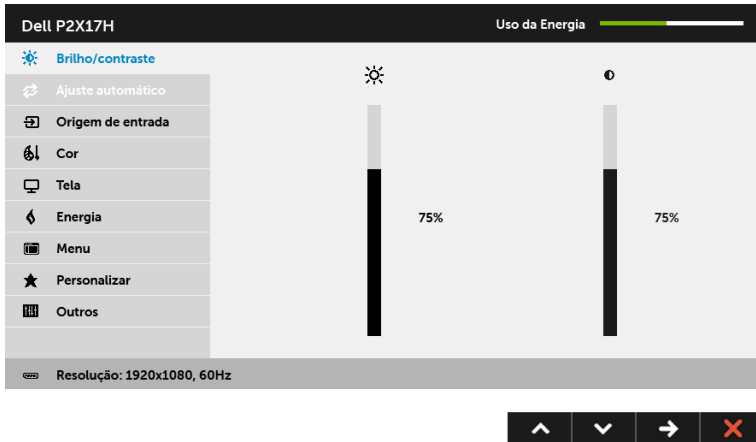 Dell P2X17H
Uso da Energia
Brilho/contraste
Ajuste automático
Origem de entrada
Cor
Tela
Energia
Menu
Personalizar
Outros
75%
75%
Resolução: 1920x1080, 60Hz